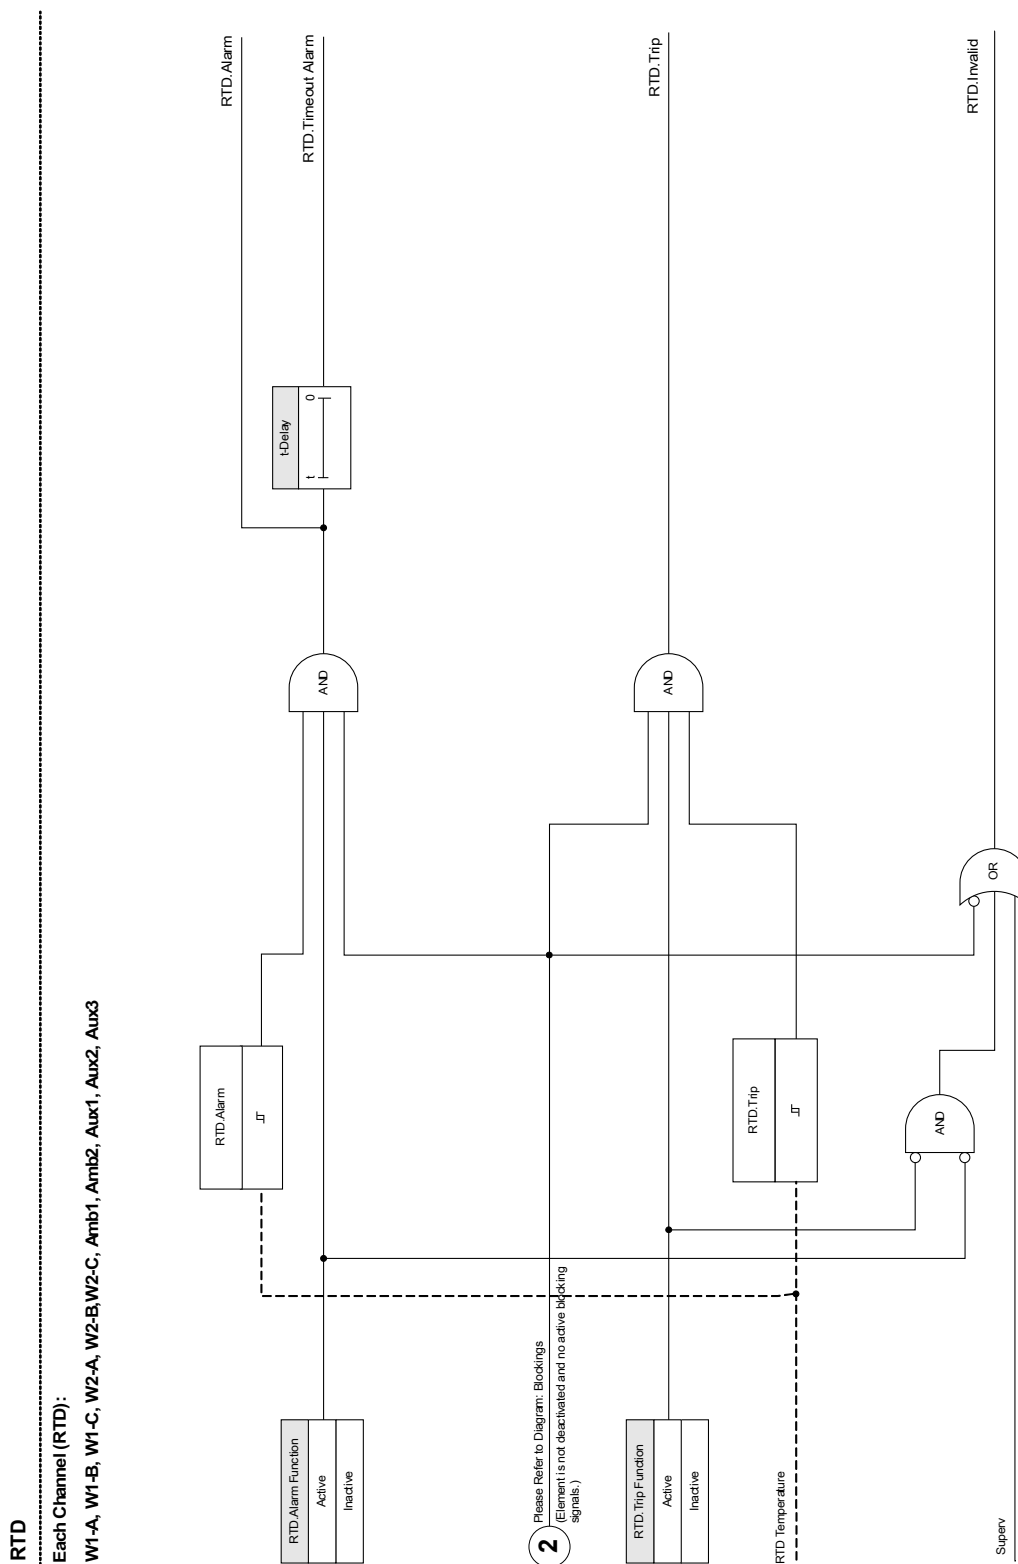 RTD
Each Channel (RTD):
W1-A, W1-B, W1-C, W2-A, W2-B,W2-C, Amb1, Amb2, Aux1, Aux2, Aux3
RTD.Alarm Function
Active
Inactive
2
Please Refer to Diagram: Blockings
(Element is not deactivated and no active blocking
signals.)
RTD.Trip Function
Active
Inactive
RTD Temperature
Superv
RTD.Alarm
RTD.Trip
AND
AND
AND
OR
t-Delay
t
0
RTD.Alarm
RTD.Timeout Alarm
RTD.Trip
RTD.Invalid